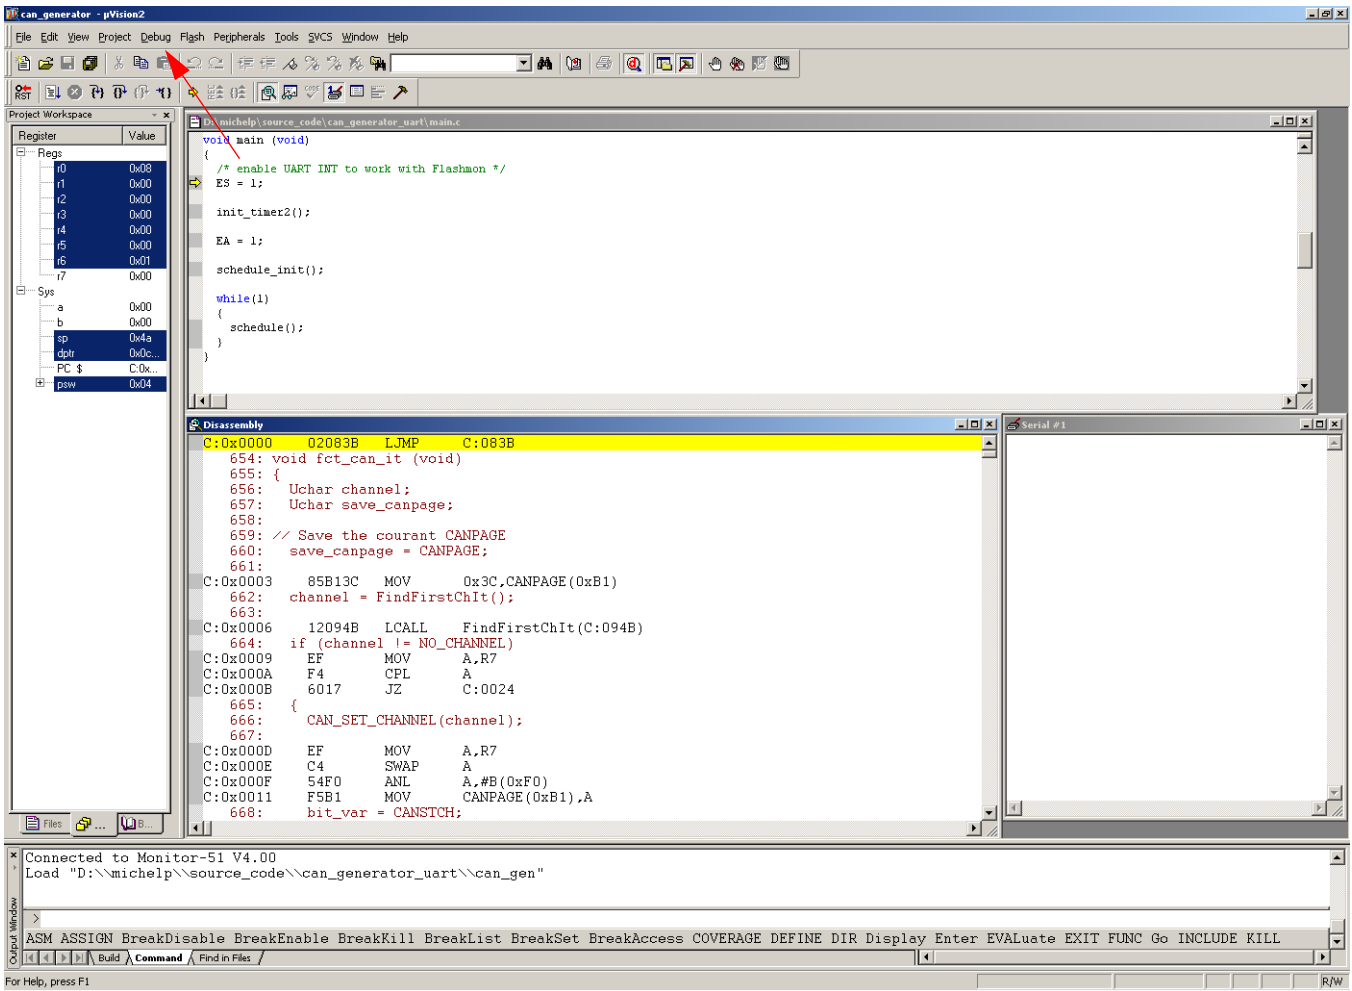 can_generator - µVision2
File Edit View Project Debug Flash Peripherals Tools SVCS Window Help
RST
CODE
Project Workspace
Register Value
Regs
r0 0x08
r1 0x00
r2 0x00
r3 0x00
r4 0x00
r5 0x00
r6 0x01
r7 0x00
Sys
a 0x00
b 0x00
sp 0x4a
dptr 0x0c...
PC $ C:0x...
psw 0x04
Files ... B...
D:\michelp\source_code\can_generator_uart\main.c
void main (void)
{
/* enable UART INT to work with Flashmon */
ES = 1;
init_timer2();
EA = 1;
schedule_init();
while(1)
{
schedule();
}
}
Disassembly
C:0x0000 02083B LJMP C:083B
654: void fct_can_it (void)
655: {
656: Uchar channel;
657: Uchar save_canpage;
658:
659: // Save the courant CANPAGE
660: save_canpage = CANPAGE;
661:
C:0x0003 85B13C MOV 0x3C,CANPAGE(0xB1)
662: channel = FindFirstChIt();
663:
C:0x0006 12094B LCALL FindFirstChIt(C:094B)
664: if (channel != NO_CHANNEL)
C:0x0009 EF MOV A,R7
C:0x000A F4 CPL A
C:0x000B 6017 JZ C:0024
665: {
666: CAN_SET_CHANNEL(channel);
667:
C:0x000D EF MOV A,R7
C:0x000E C4 SWAP A
C:0x000F 54F0 ANL A,#B(0xF0)
C:0x0011 F5B1 MOV CANPAGE(0xB1),A
668: bit_var = CANSTCH;
Serial #1
Connected to Monitor-51 V4.00
Load "D:\\michelp\\source_code\\can_generator_uart\\can_gen"
>
ASM ASSIGN BreakDisable BreakEnable BreakKill BreakList BreakSet BreakAccess COVERAGE DEFINE DIR Display Enter EVALuate EXIT FUNC Go INCLUDE KILL
Output Window
Build Command Find in Files
For Help, press F1
R/W